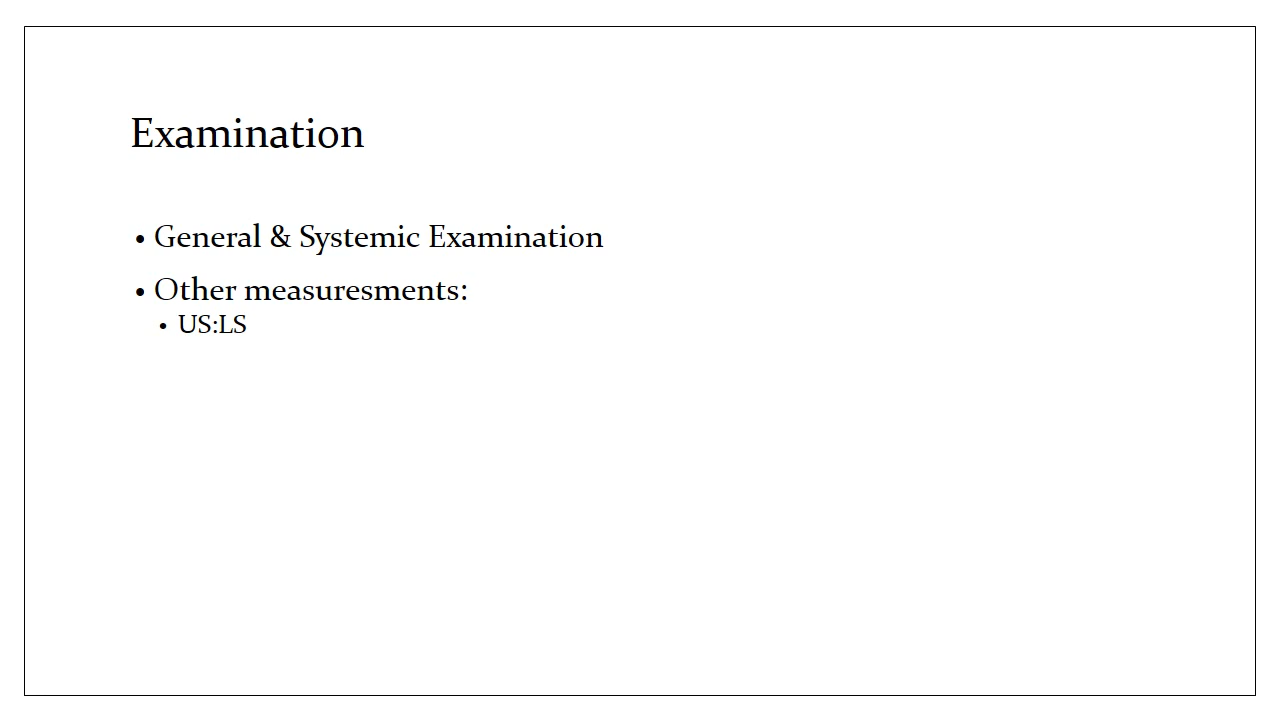 Examination
• General & Systemic Examination
• Other measuresments:
• US:LS